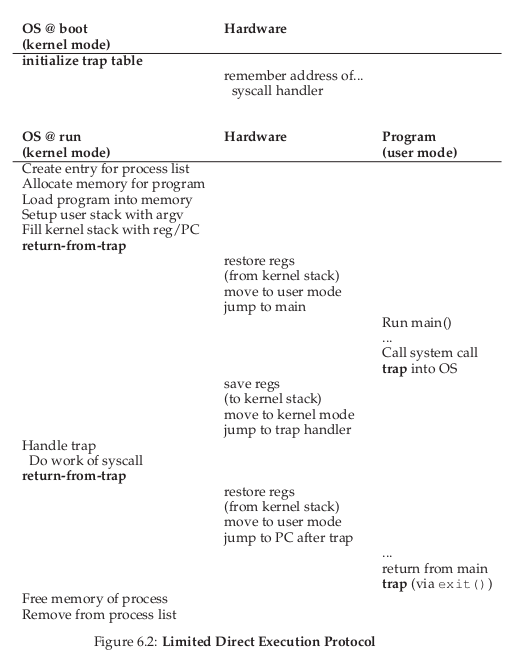 OS @ boot Hardware
(kernel mode)
initialize trap table
remember address of...
syscall handler
OS @ run Hardware Program
(kernel mode) (user mode)
Create entry for process list
Allocate memory for program
Load program into memory
Setup user stack with argv
Fill kernel stack with reg/PC
return-from-trap
restore regs
(from kernel stack)
move to user mode
jump to main
Run main()
...
Call system call
trap into OS
save regs
(to kernel stack)
move to kernel mode
jump to trap handler
Handle trap
Do work of syscall
return-from-trap
restore regs
(from kernel stack)
move to user mode
jump to PC after trap
...
return from main
trap (via exit())
Free memory of process
Remove from process list
Figure 6.2: Limited Direct Execution Protocol